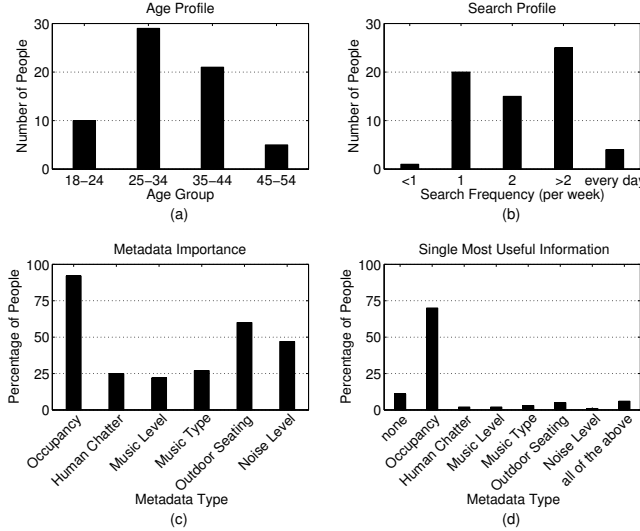 Age Profile
Number of People
30
20
10
0
18−24 25−34 35−44 45−54
Age Group
(a)
Search Profile
Number of People
30
20
10
0
<1 1 2 >2 every day
Search Frequency (per week)
(b)
Metadata Importance
Percentage of People
100
75
50
25
0
Occupancy
Human Chatter
Music Level
Music Type
Outdoor Seating
Noise Level
Metadata Type
(c)
Single Most Useful Information
Percentage of People
100
75
50
25
0
none
Occupancy
Human Chatter
Music Level
Music Type
Outdoor Seating
Noise Level
all of the above
Metadata Type
(d)